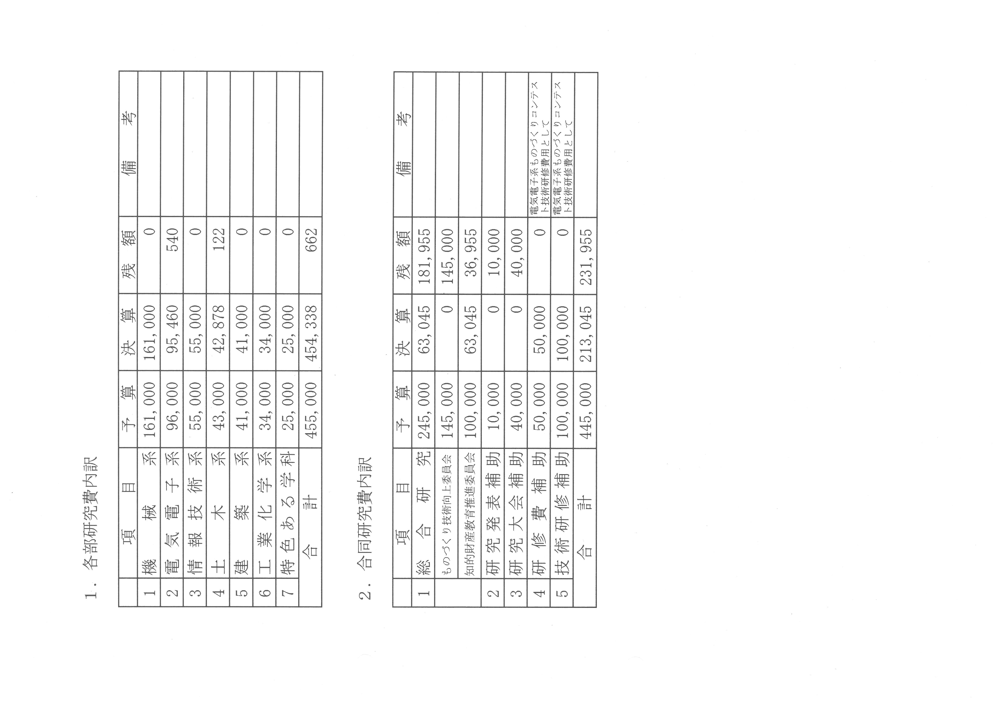 1．各部研究費内訳
項目 予算 決算 残額 備考
1 機械系 161,000 161,000 0
2 電気電子系 96,000 95,460 540
3 情報技術系 55,000 55,000 0
4 土木系 43,000 42,878 122
5 建築系 41,000 41,000 0
6 工業化学系 34,000 34,000 0
7 特色ある学科 25,000 25,000 0
合計 455,000 454,338 662
2．合同研究費内訳
項目 予算 決算 残額 備考
1 総合研究 245,000 63,045 181,955
ものづくり技術向上委員会 145,000 0 145,000
知的財産教育推進委員会 100,000 63,045 36,955
2 研究発表補助 10,000 0 10,000
3 研究大会補助 40,000 0 40,000
4 研修費補助 50,000 50,000 0 電気電子系ものづくりコンテス
ト技術研修費用として
5 技術研修補助 100,000 100,000 0 電気電子系ものづくりコンテス
ト技術研修費用として
合計 445,000 213,045 231,955